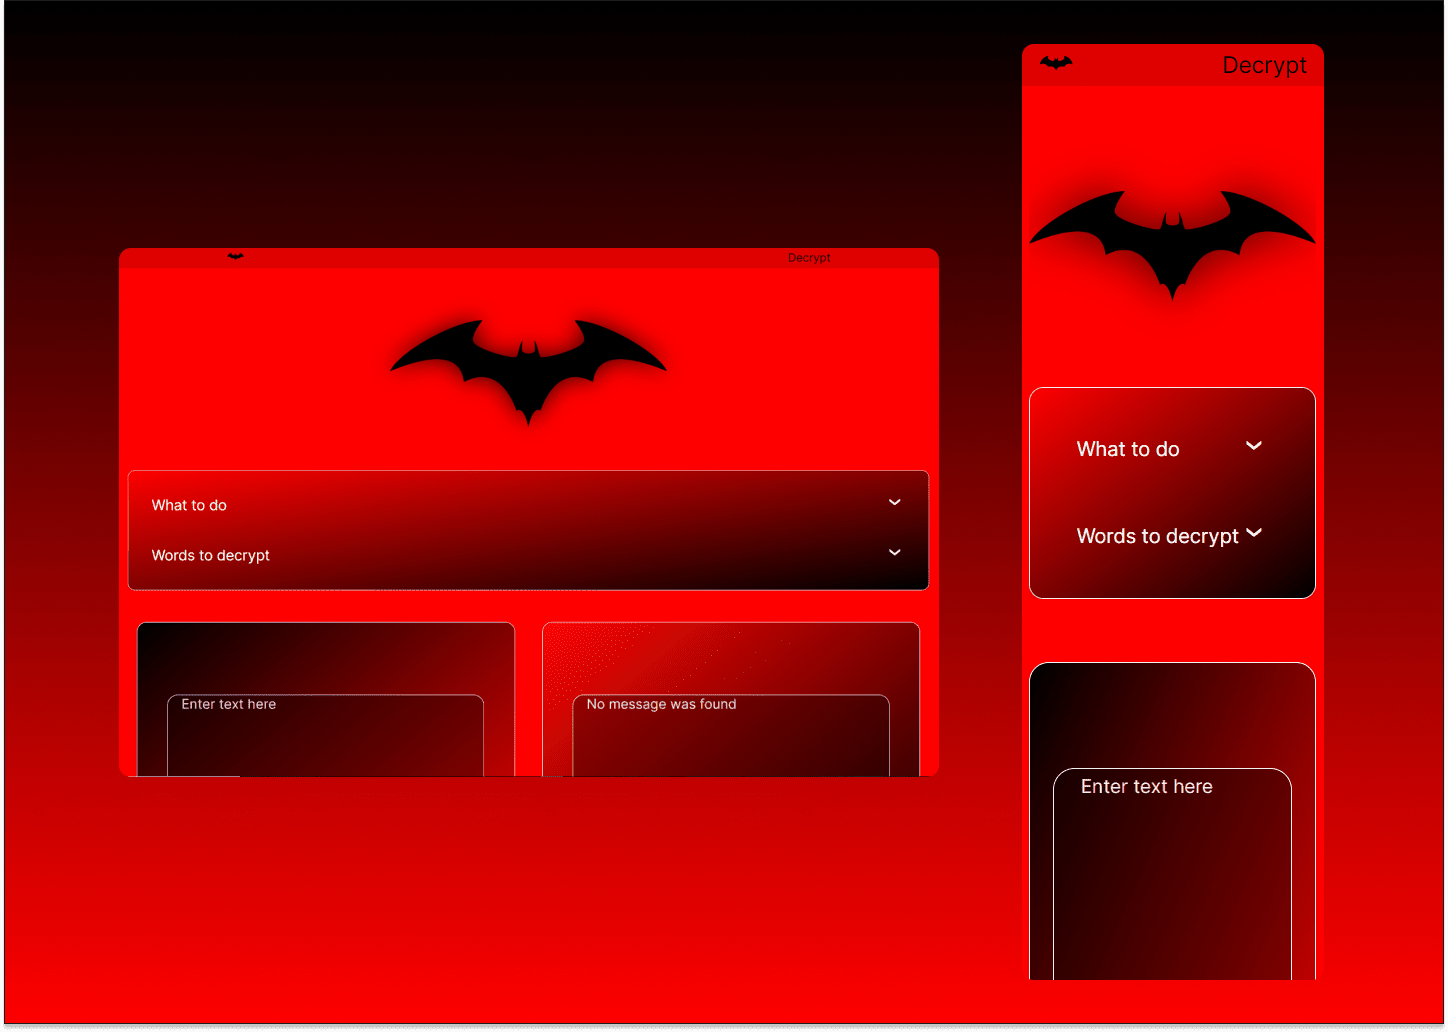 Decrypt
What to do
Words to decrypt
Enter text here
No message was found
Decrypt
What to do
Words to decrypt
Enter text here